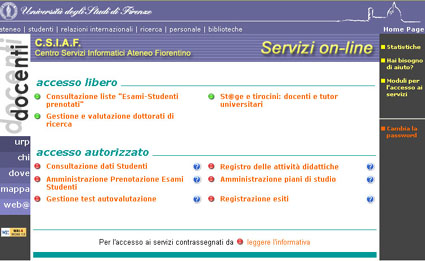 Università degli Studi di Firenze
ateneo | studenti | relazioni internazionali | ricerca | personale | biblioteche
Home Page
C.S.I.A.F.
Centro Servizi Informatici Ateneo Fiorentino
Servizi on-line
docenti
urp
chi
dove
mappa
web@
accesso libero
Consultazione liste "Esami-Studenti
prenotati"
Gestione e valutazione dottorati di
ricerca
St@ge e tirocini: docenti e tutor
universitari
accesso autorizzato
Consultazione dati Studenti
Amministrazione Prenotazione Esami
Studenti
Gestione test autovalutazione
Registro delle attività didattiche
Amministrazione piani di studio
Registrazione esiti
Per l'accesso ai servizi contrassegnati da leggere l'informativa
Statistiche
Hai bisogno
di aiuto?
Moduli per
l'accesso ai
servizi
Cambia la
password